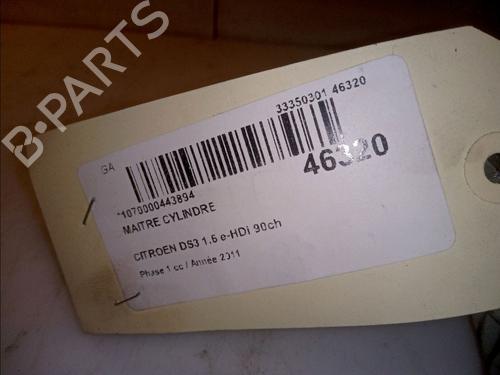 B-PARTS
GA
33350301 46320
*1070000443894
46320
MAITRE CYLINDRE
CITROEN DS3 1.6 e-HDi 90ch
Phase 1 cc / Année 2011